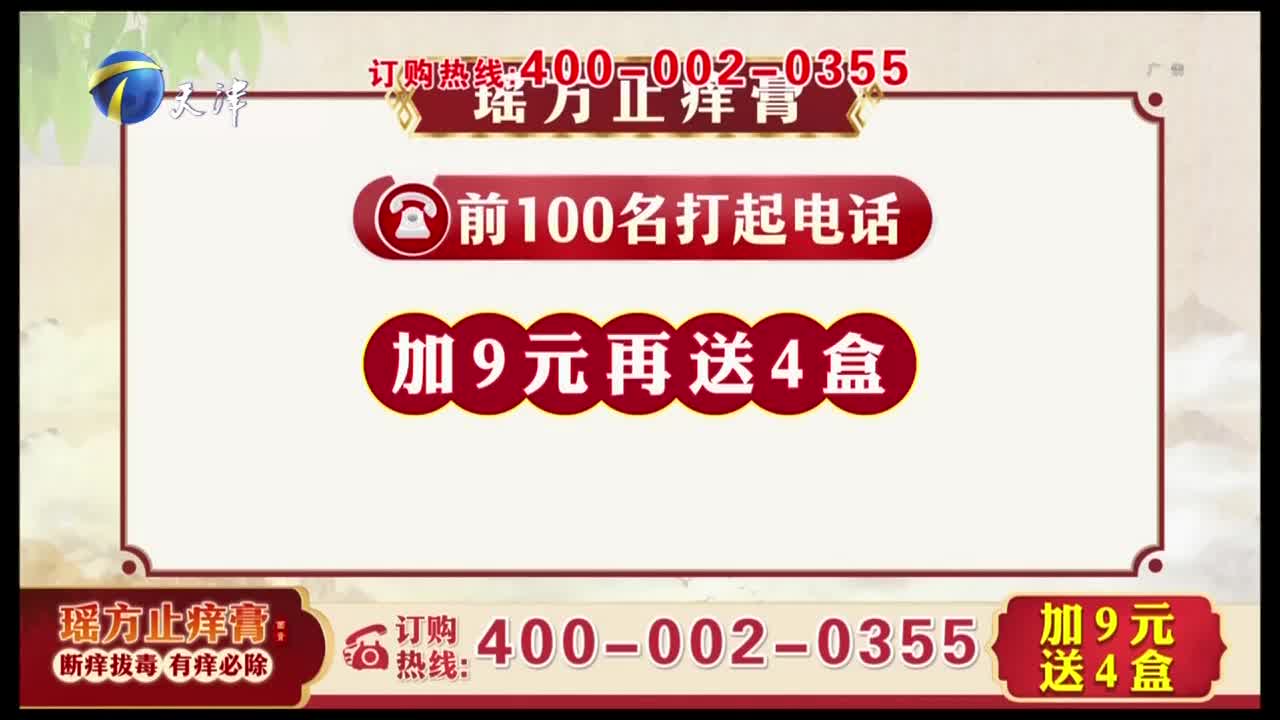 订购热线:400-002-0355
天津
广告
瑶方止痒膏
前100名打起电话
加9元再送4盒
瑶方止痒膏
断痒拔毒 有痒必除
订购
热线:
400-002-0355
加9元
送4盒